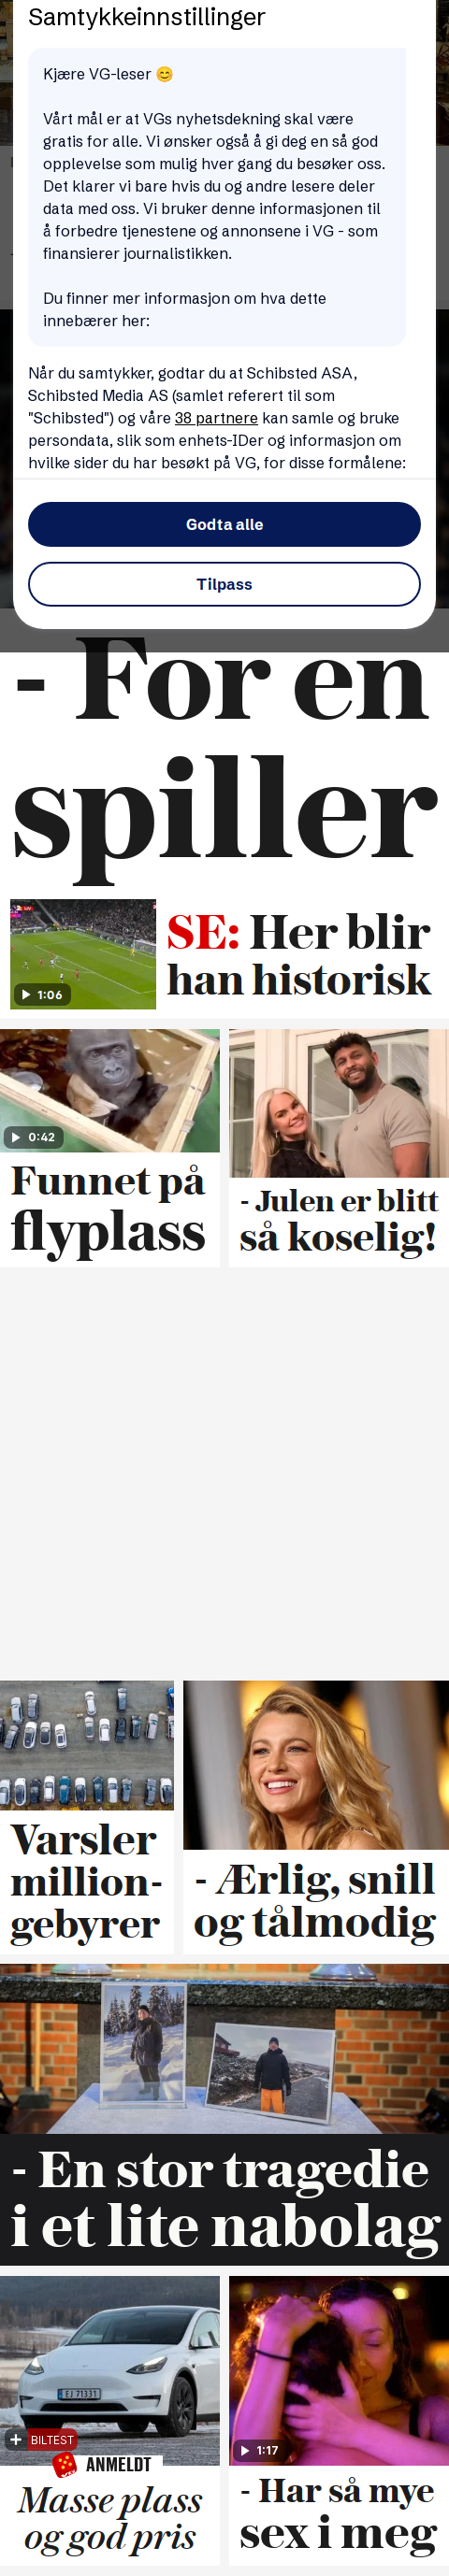 Samtykkeinnstillinger
Kjære VG-leser 😊
Vårt mål er at VGs nyhetsdekning skal være
gratis for alle. Vi ønsker også å gi deg en så god
opplevelse som mulig hver gang du besøker oss.
Det klarer vi bare hvis du og andre lesere deler
data med oss. Vi bruker denne informasjonen til
å forbedre tjenestene og annonsene i VG - som
finansierer journalistikken.
Du finner mer informasjon om hva dette
innebærer her:
Når du samtykker, godtar du at Schibsted ASA,
Schibsted Media AS (samlet referert til som
"Schibsted") og våre 38 partnere kan samle og bruke
persondata, slik som enhets-IDer og informasjon om
hvilke sider du har besøkt på VG, for disse formålene:
Godta alle
Tilpass
- For en
spiller
1:06
SE: Her blir
han historisk
0:42
Funnet på
flyplass
- Julen er blitt
så koselig!
Varsler
million-
gebyrer
- Ærlig, snill
og tålmodig
- En stor tragedie
i et lite nabolag
EJ 71331
+ BILTEST
ANMELDT
Masse plass
og god pris
1:17
- Har så mye
sex i meg